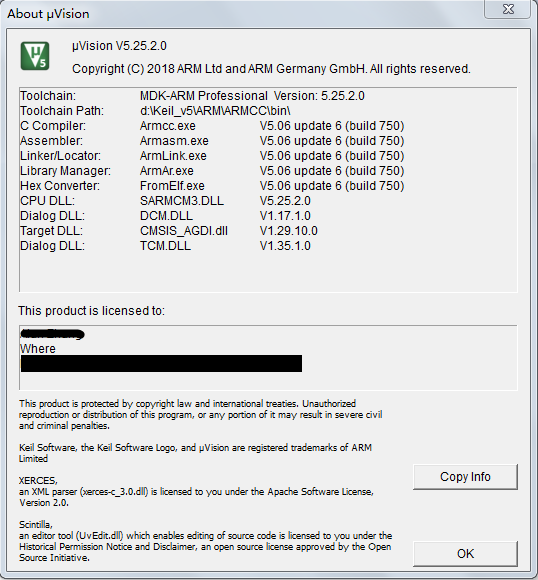 About µVision
µVision V5.25.2.0
Copyright (C) 2018 ARM Ltd and ARM Germany GmbH. All rights reserved.
Toolchain: MDK-ARM Professional Version: 5.25.2.0
Toolchain Path: d:\Keil_v5\ARM\ARMCC\bin\
C Compiler: Armcc.exe V5.06 update 6 (build 750)
Assembler: Armasm.exe V5.06 update 6 (build 750)
Linker/Locator: ArmLink.exe V5.06 update 6 (build 750)
Library Manager: ArmAr.exe V5.06 update 6 (build 750)
Hex Converter: FromElf.exe V5.06 update 6 (build 750)
CPU DLL: SARMCM3.DLL V5.25.2.0
Dialog DLL: DCM.DLL V1.17.1.0
Target DLL: CMSIS_AGDI.dll V1.29.10.0
Dialog DLL: TCM.DLL V1.35.1.0
This product is licensed to:
Where
This product is protected by copyright law and international treaties. Unauthorized
reproduction or distribution of this program, or any portion of it may result in severe civil
and criminal penalties.
Keil Software, the Keil Software Logo, and µVision are registered trademarks of ARM
Limited
XERCES,
an XML parser (xerces-c_3.0.dll) is licensed to you under the Apache Software License,
Version 2.0.
Scintilla,
an editor tool (UvEdit.dll) which enables editing of source code is licensed to you under the
Historical Permission Notice and Disclaimer, an open source license approved by the Open
Source Initiative.
Copy Info
OK